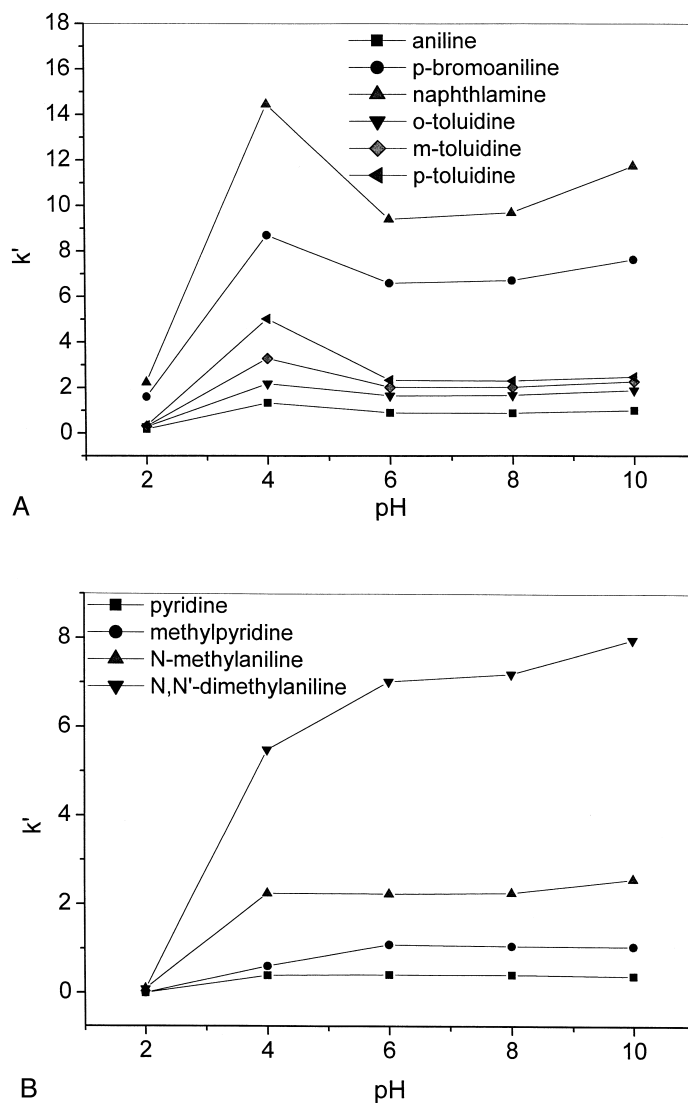 18
16
14
12
10
8
6
4
2
0
k'
aniline
p-bromoaniline
naphthlamine
o-toluidine
m-toluidine
p-toluidine
2 4 6 8 10
pH
A
8
6
4
2
0
k'
pyridine
methylpyridine
N-methylaniline
N,N'-dimethylaniline
2 4 6 8 10
pH
B